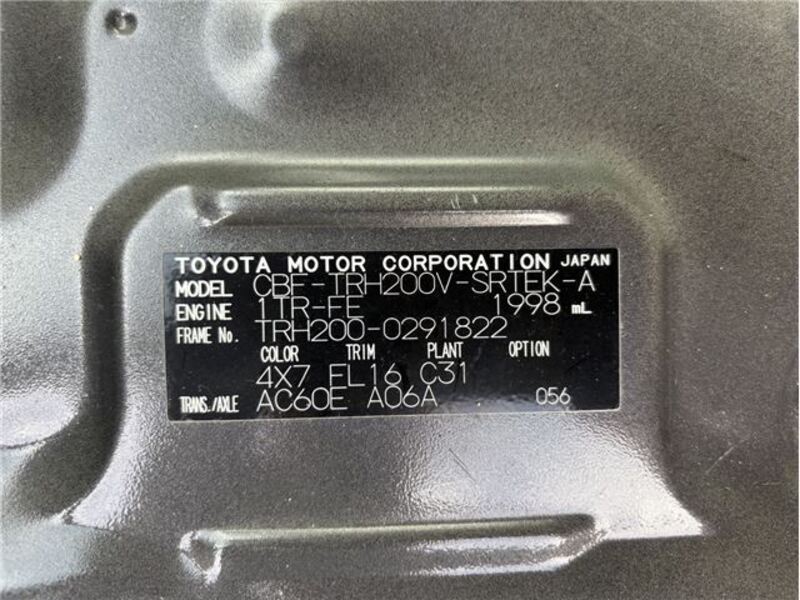 TOYOTA MOTOR CORPORATION JAPAN
MODEL CBF-TRH200V-SRTEK-A
ENGINE 1TR-FE 1998 mL
FRAME No. TRH200-0291822
COLOR TRIM PLANT OPTION
4X7 FL16 C31
TRANS./AXLE AC60E A06A 056